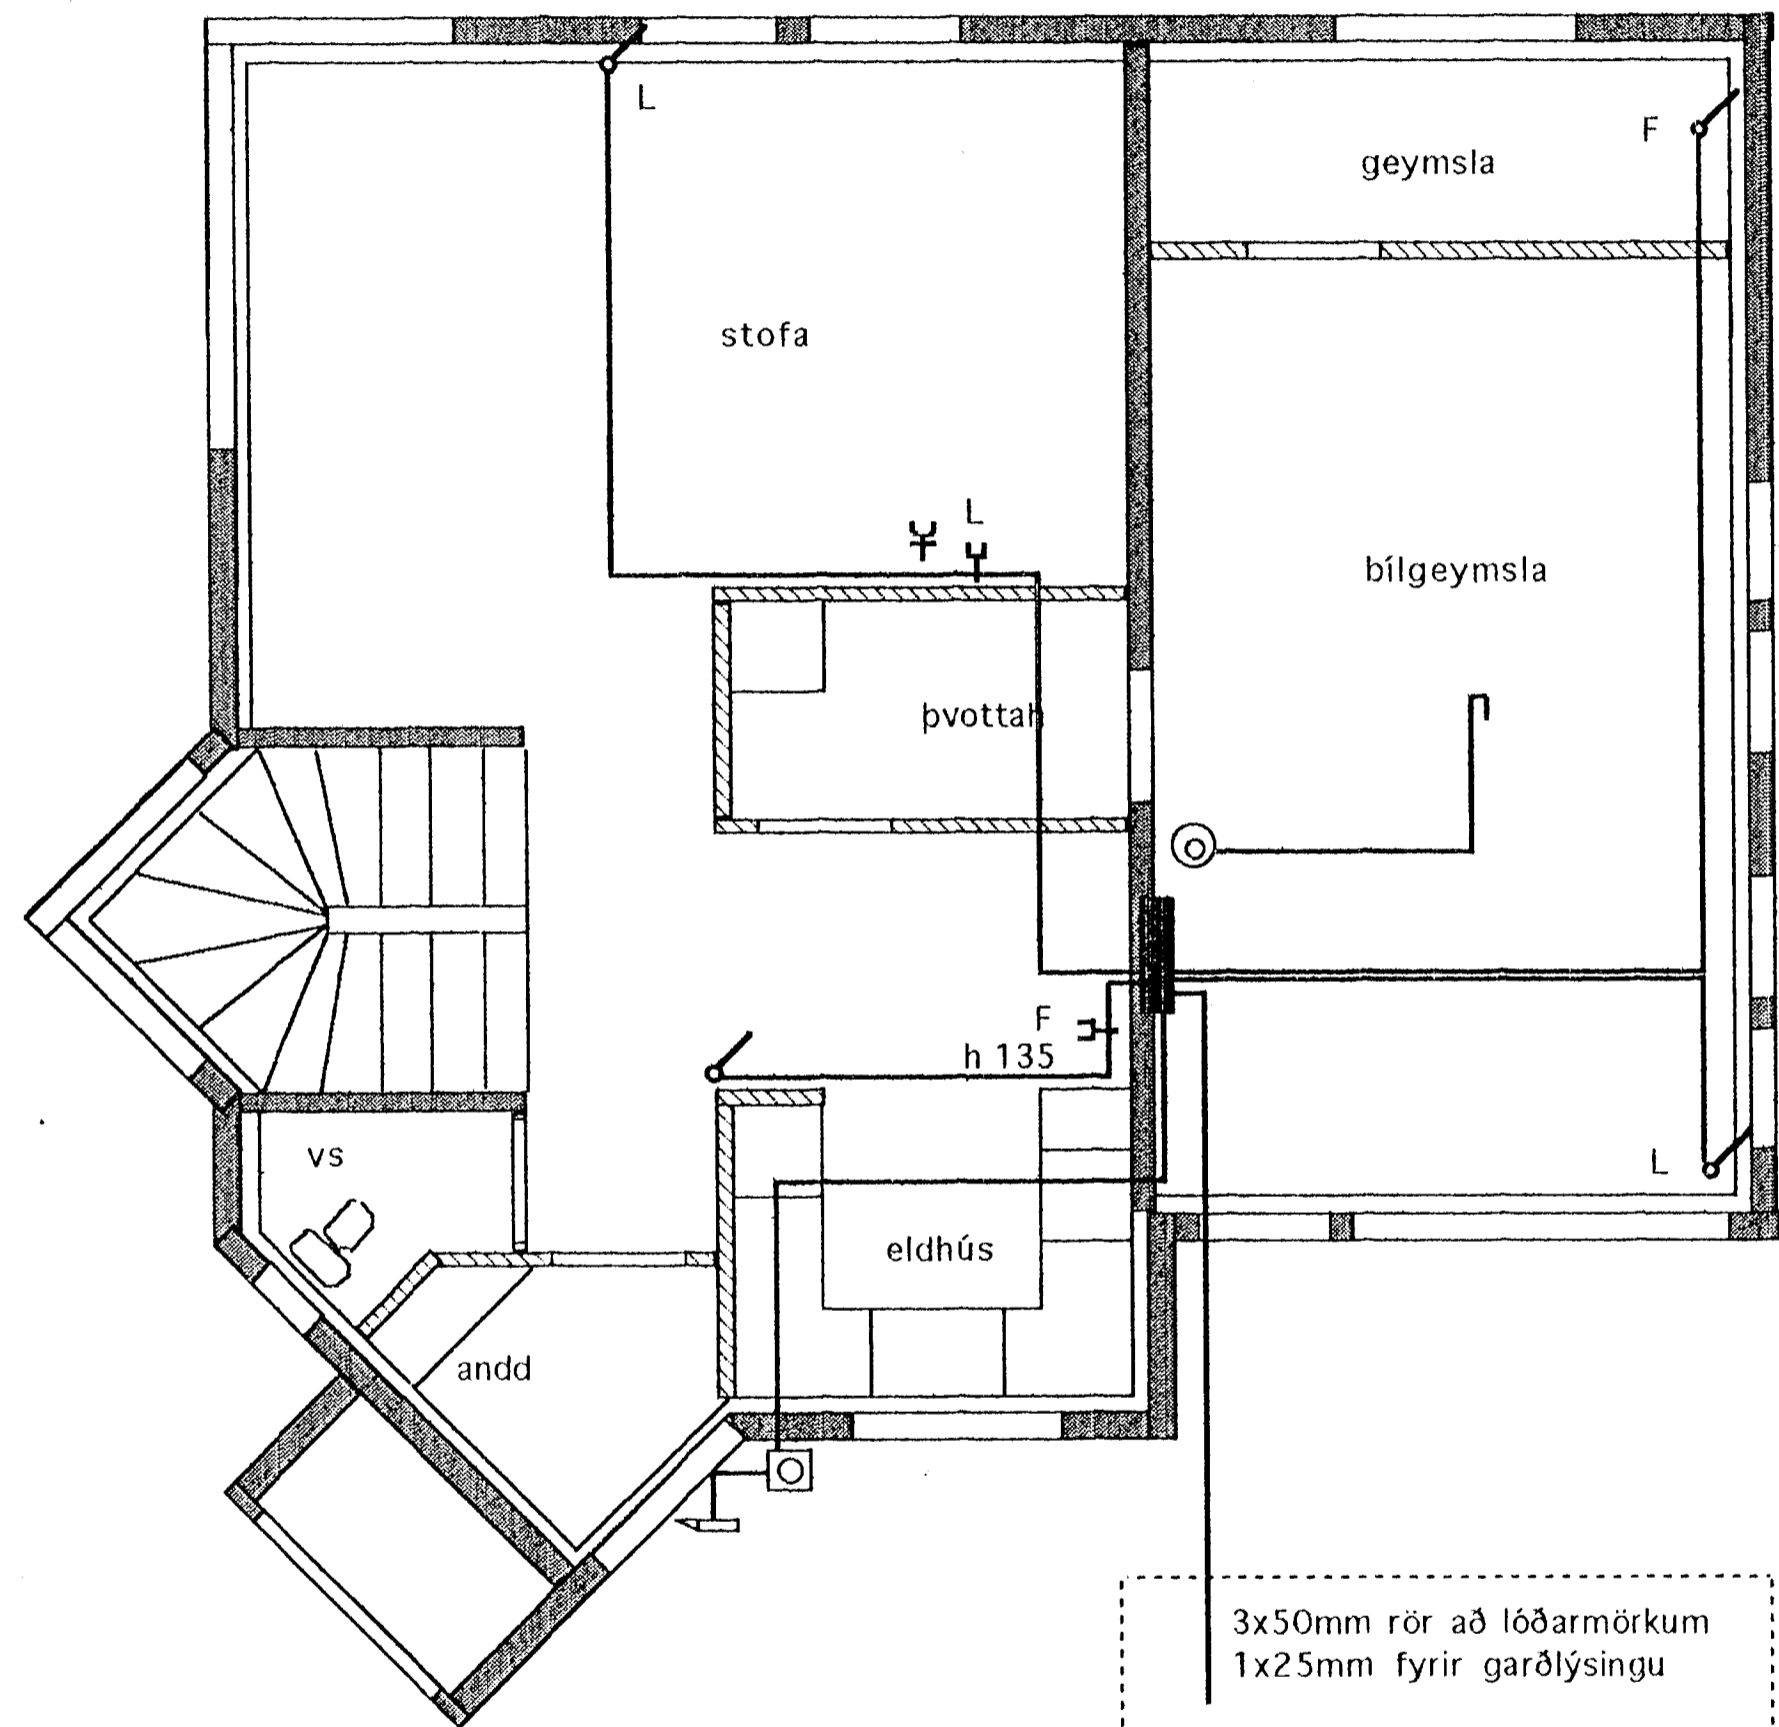 L
F
geymsla
stofa
L
bílgeymsla
þvottah
F
h 135
vs
L
eldhús
andd
3x50mm rör að lóðarmörkum
1x25mm fyrir garðlýsingu